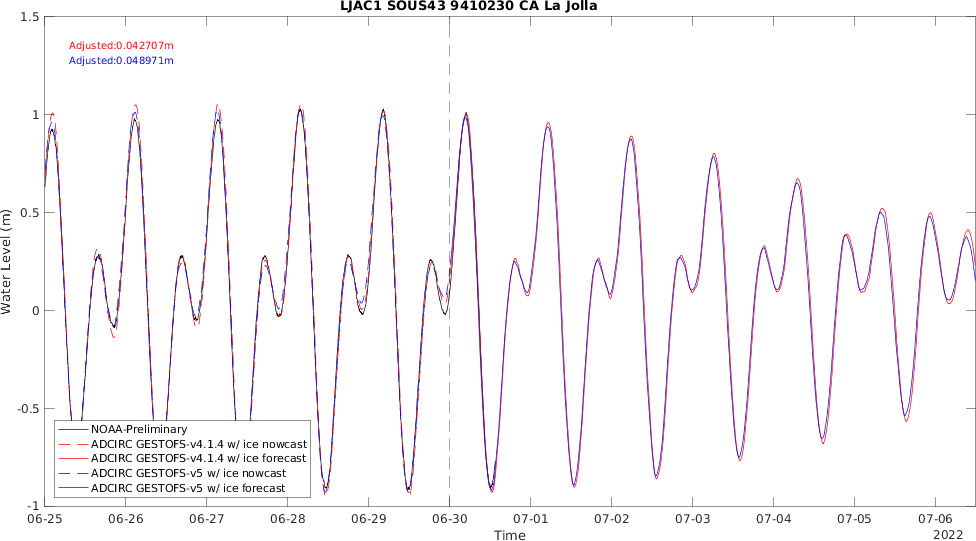 LJAC1 SOUS43 9410230 CA La Jolla
1.5
Adjusted:0.042707m
Adjusted:0.048971m
1
0.5
Water Level (m)
0
-0.5
NOAA-Preliminary
ADCIRC GESTOFS-v4.1.4 w/ ice nowcast
ADCIRC GESTOFS-v4.1.4 w/ ice forecast
ADCIRC GESTOFS-v5 w/ ice nowcast
ADCIRC GESTOFS-v5 w/ ice forecast
-1
06-25 06-26 06-27 06-28 06-29 06-30 07-01 07-02 07-03 07-04 07-05 07-06
Time 2022